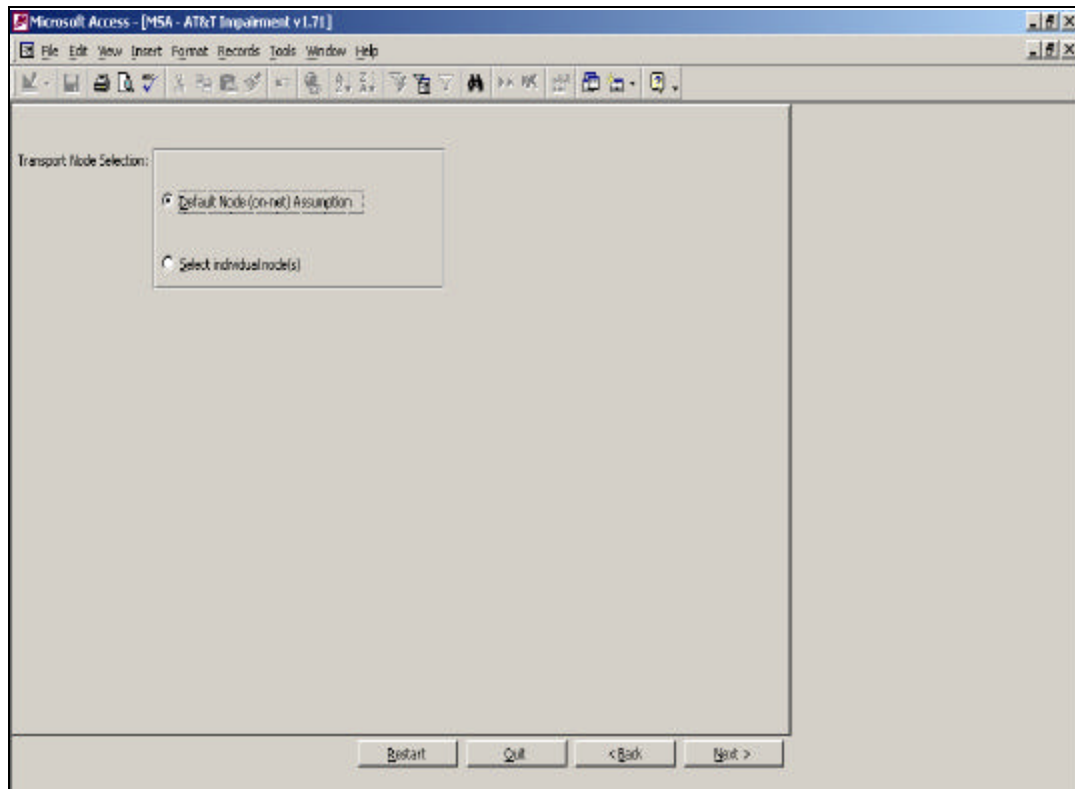 Microsoft Access - [MSA - AT&T Impairment v1.71]
File Edit View Insert Format Records Tools Window Help
Transport Node Selection:
Default Node (on-net) Assumption
Select individual node(s)
Restart Quit < Back Next >